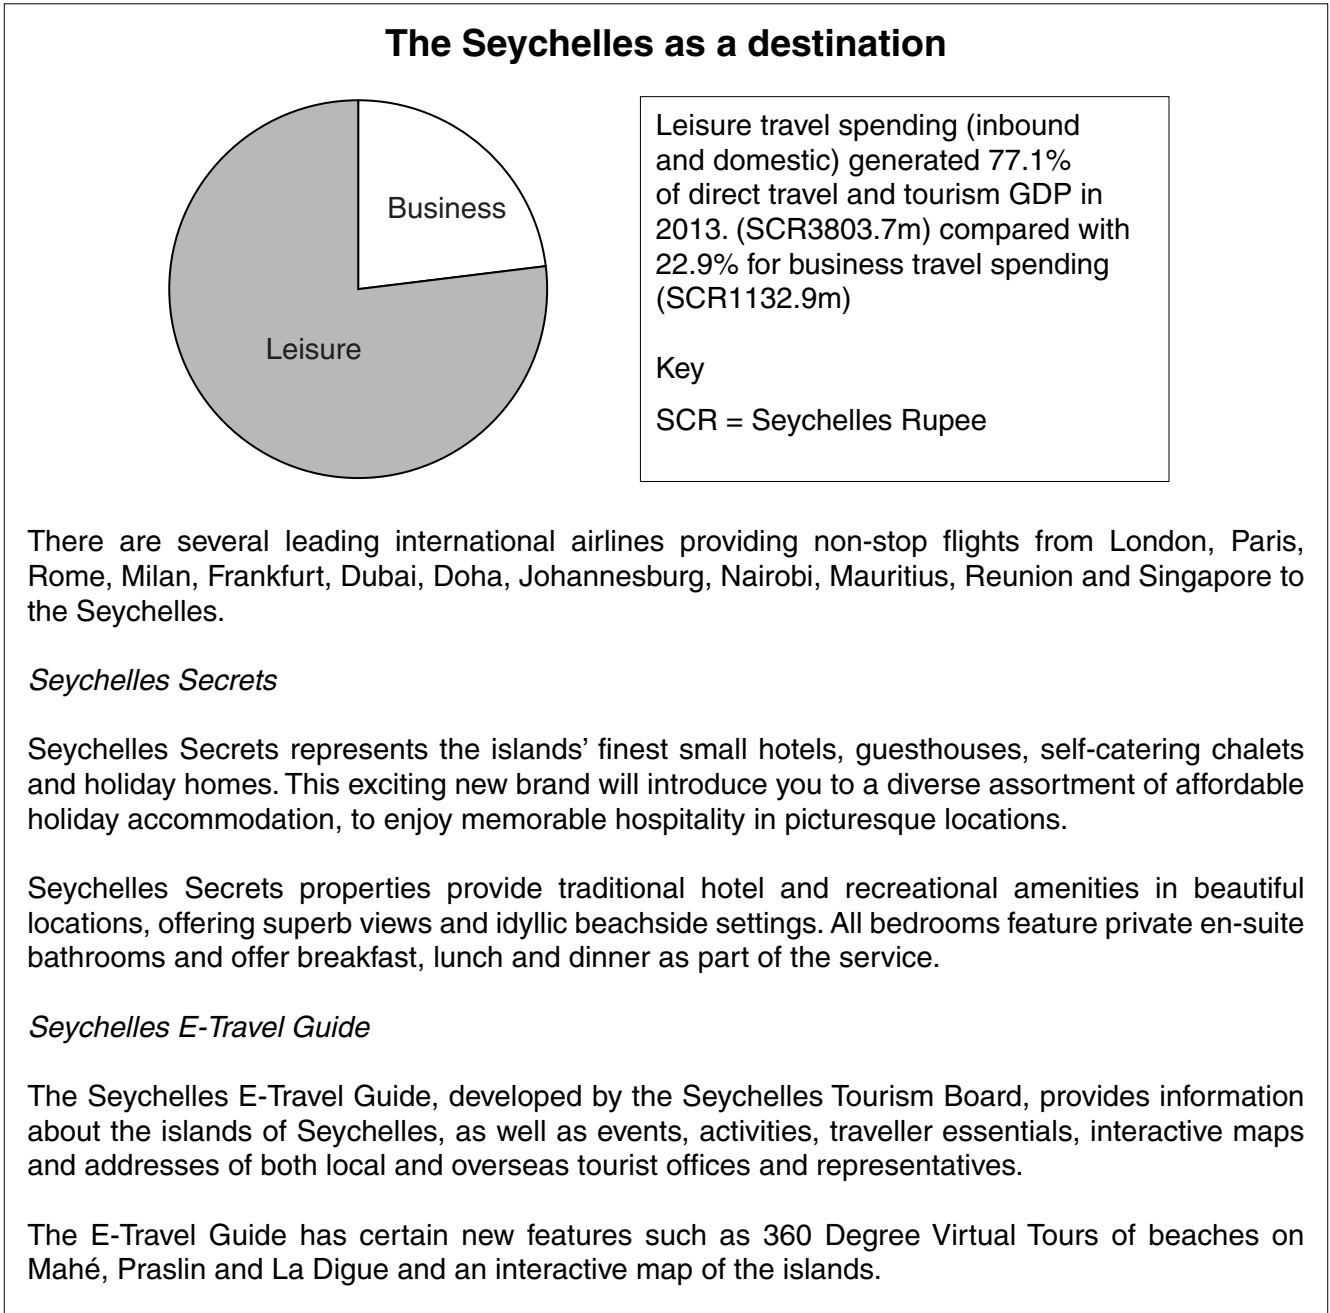 The Seychelles as a destination
Business
Leisure
Leisure travel spending (inbound
and domestic) generated 77.1%
of direct travel and tourism GDP in
2013. (SCR3803.7m) compared with
22.9% for business travel spending
(SCR1132.9m)
Key
SCR = Seychelles Rupee
There are several leading international airlines providing non-stop flights from London, Paris,
Rome, Milan, Frankfurt, Dubai, Doha, Johannesburg, Nairobi, Mauritius, Reunion and Singapore to
the Seychelles.
Seychelles Secrets
Seychelles Secrets represents the islands’ finest small hotels, guesthouses, self-catering chalets
and holiday homes. This exciting new brand will introduce you to a diverse assortment of affordable
holiday accommodation, to enjoy memorable hospitality in picturesque locations.
Seychelles Secrets properties provide traditional hotel and recreational amenities in beautiful
locations, offering superb views and idyllic beachside settings. All bedrooms feature private en-suite
bathrooms and offer breakfast, lunch and dinner as part of the service.
Seychelles E-Travel Guide
The Seychelles E-Travel Guide, developed by the Seychelles Tourism Board, provides information
about the islands of Seychelles, as well as events, activities, traveller essentials, interactive maps
and addresses of both local and overseas tourist offices and representatives.
The E-Travel Guide has certain new features such as 360 Degree Virtual Tours of beaches on
Mahé, Praslin and La Digue and an interactive map of the islands.